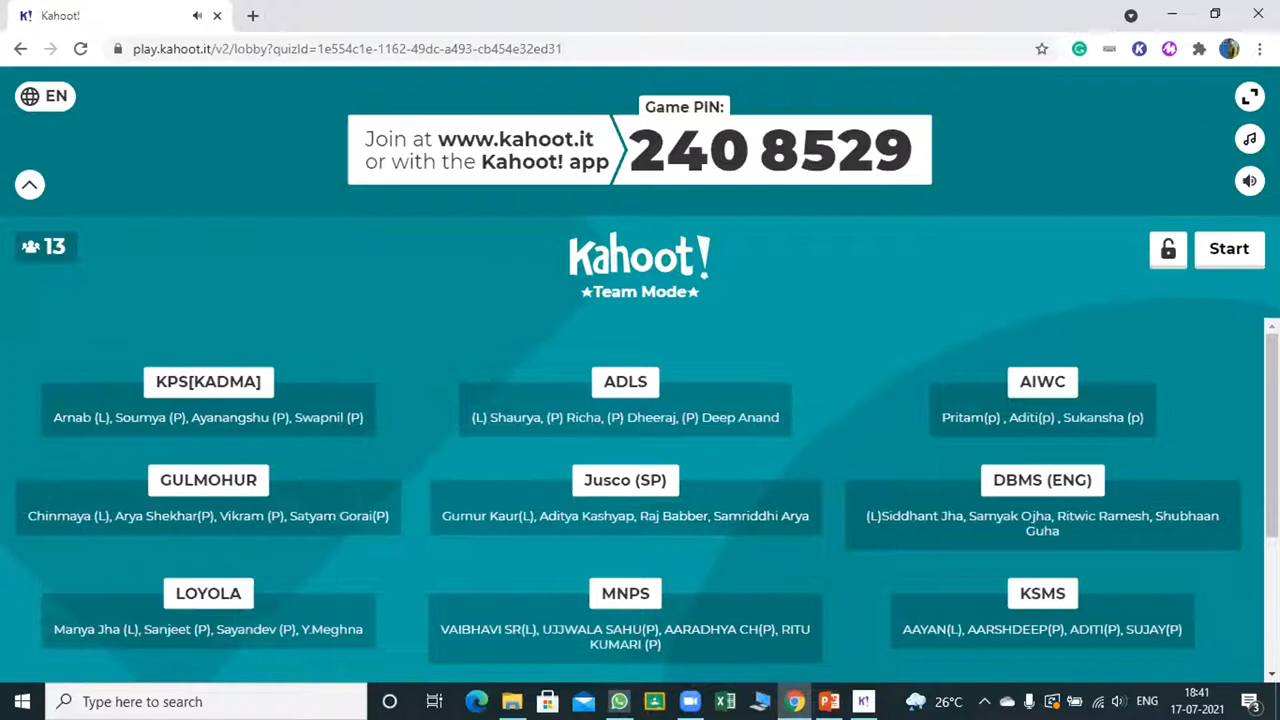 Kahoot!
play.kahoot.it/v2/lobby?quizId=1e554c1e-1162-49dc-a493-cb454e32ed31
EN
Game PIN:
Join at www.kahoot.it
or with the Kahoot! app
240 8529
13
Kahoot!
Team Mode
Start
KPS[KADMA]
ADLS
AIWC
Arnab (L), Soumya (P), Ayanangshu (P), Swapnil (P)
(L) Shaurya, (P) Richa, (P) Dheeraj, (P) Deep Anand
Pritam(p) , Aditi(p) , Sukansha (p)
GULMOHUR
Jusco (SP)
DBMS (ENG)
Chinmaya (L), Arya Shekhar(P), Vikram (P), Satyam Gorai(P)
Gurnur Kaur(L), Aditya Kashyap, Raj Babber, Samriddhi Arya
(L)Siddhant Jha, Samyak Ojha, Ritwic Ramesh, Shubhaan
Guha
LOYOLA
MNPS
KSMS
Manya Jha (L), Sanjeet (P), Sayandev (P), Y.Meghna
VAIBHAVI SR(L), UJJWALA SAHU(P), AARADHYA CH(P), RITU
KUMARI (P)
AAYAN(L), AARSHDEEP(P), ADITI(P), SUJAY(P)
Type here to search
26°C
ENG
18:41
17-07-2021
3